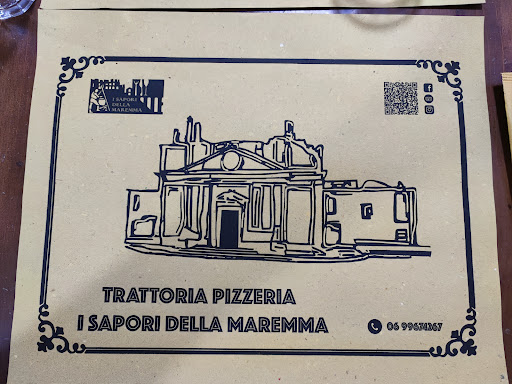 I SAPORI
DELLA
MAREMMA
TRATTORIA PIZZERIA
I SAPORI DELLA MAREMMA
06 99674367